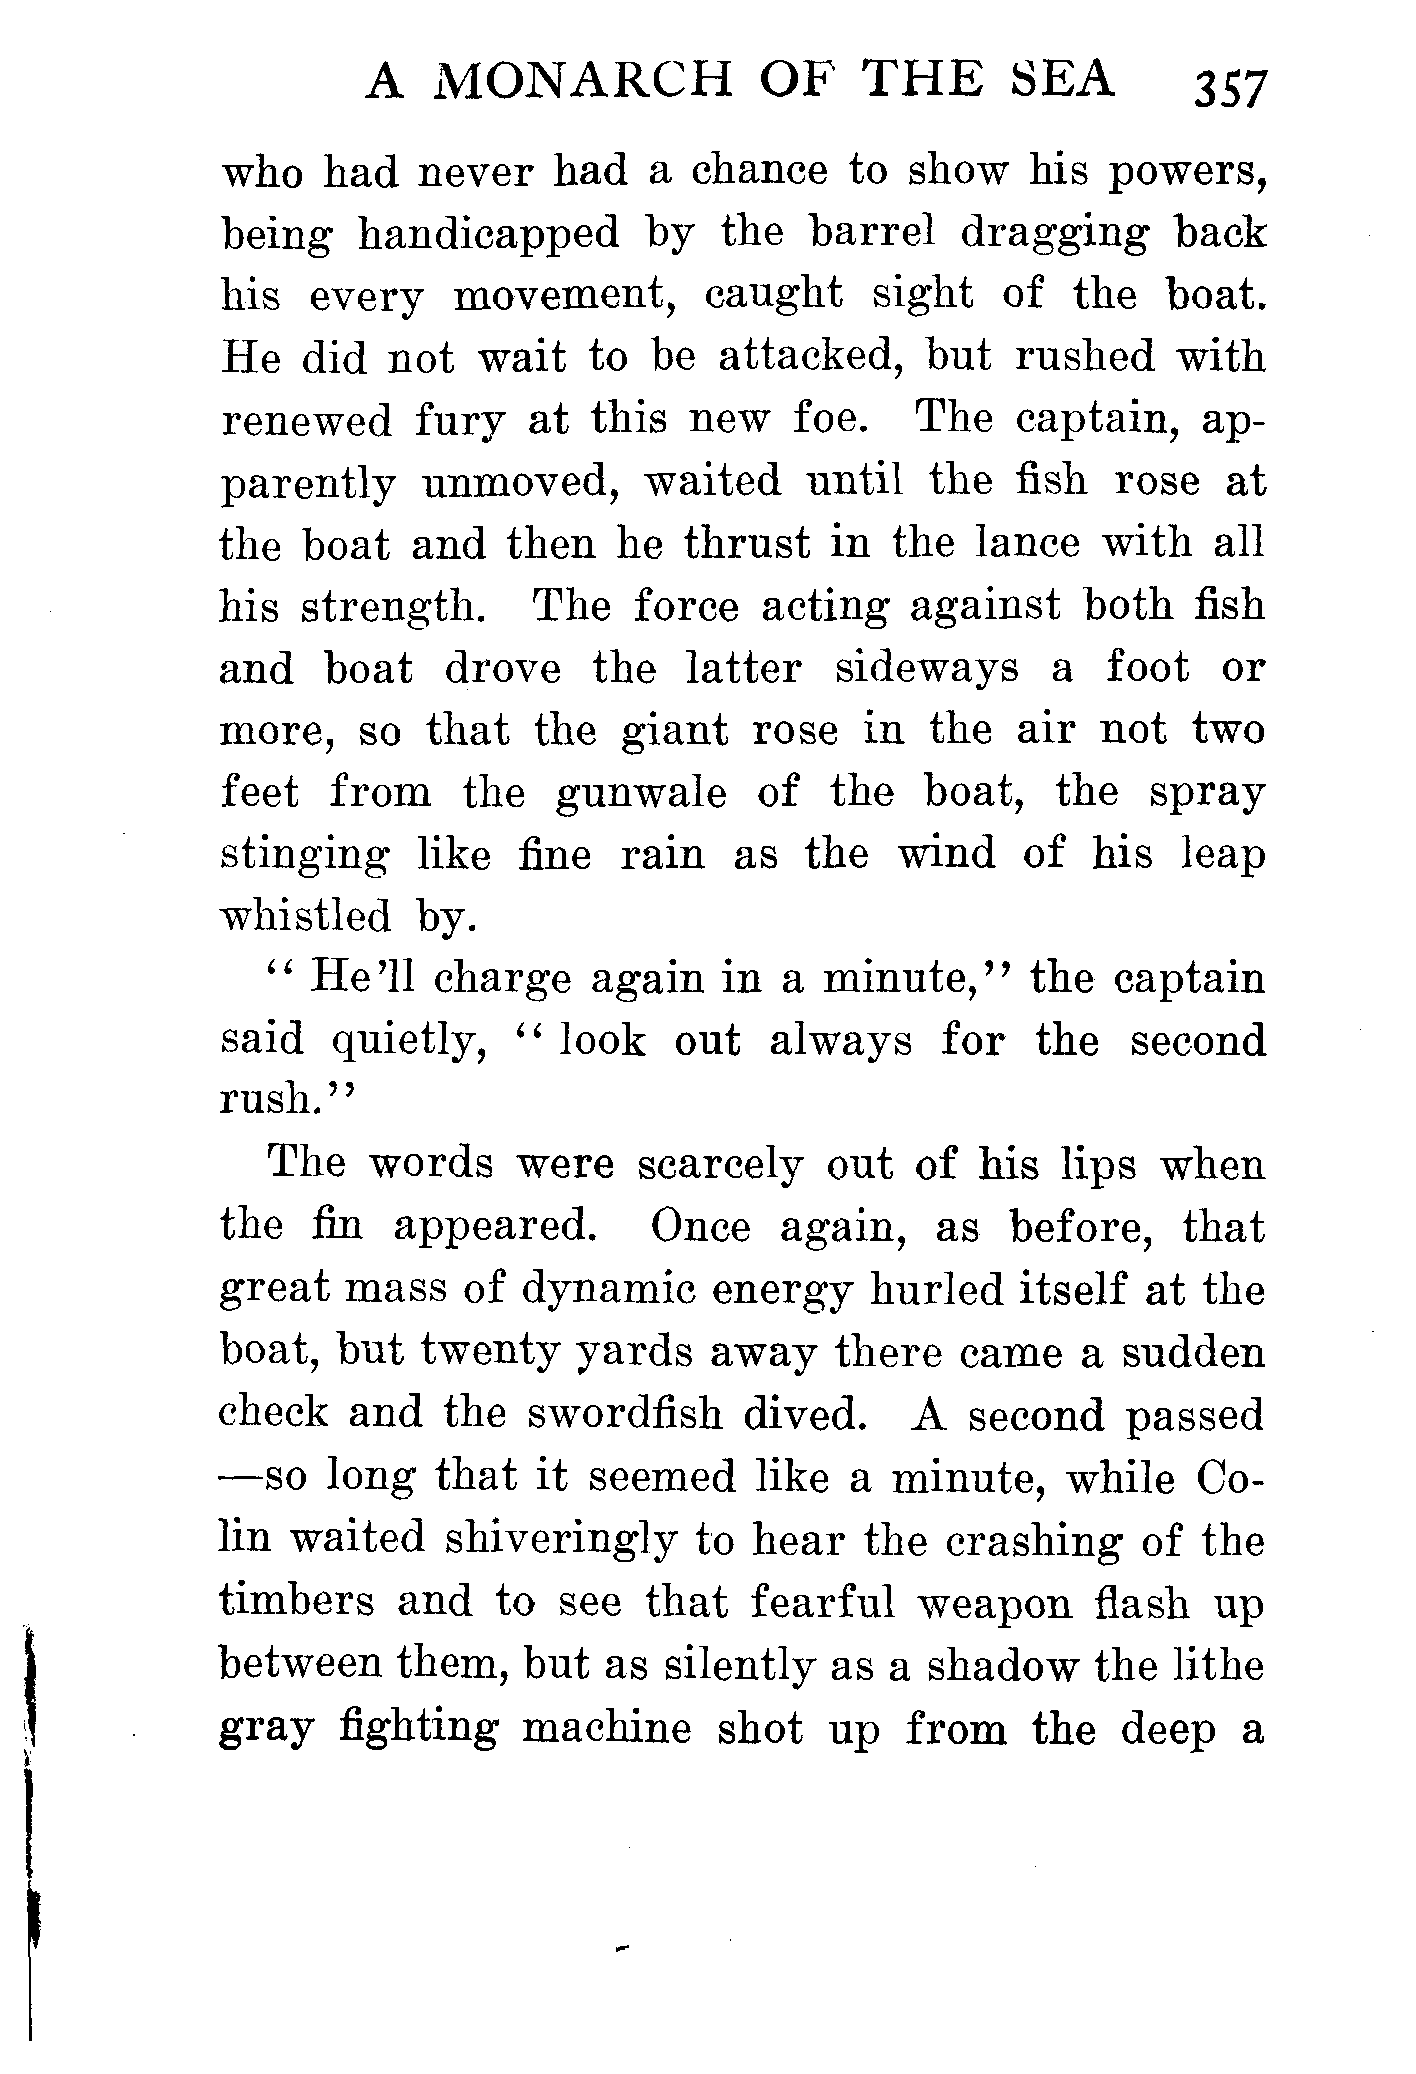 A MONARCH OF THE SEA 357
who had never had a chance to show his powers,
being handicapped by the barrel dragging back
his every movement, caught sight of the boat.
He did not wait to be attacked, but rushed with
renewed fury at this new foe. The captain, ap-
parently unmoved, waited until the fish rose at
the boat and then he thrust in the lance with all
his strength. The force acting against both fish
and boat drove the latter sideways a foot or
more, so that the giant rose in the air not two
feet from the gunwale of the boat, the spray
stinging like fine rain as the wind of his leap
whistled by.
“ He’ll charge again in a minute,” the captain
said quietly, “ look out always for the second
rush.”
The words were scarcely out of his lips when
the fin appeared. Once again, as before, that
great mass of dynamic energy hurled itself at the
boat, but twenty yards away there came a sudden
check and the swordfish dived. A second passed
—so long that it seemed like a minute, while Co-
lin waited shiveringly to hear the crashing of the
timbers and to see that fearful weapon flash up
between them, but as silently as a shadow the lithe
gray fighting machine shot up from the deep a